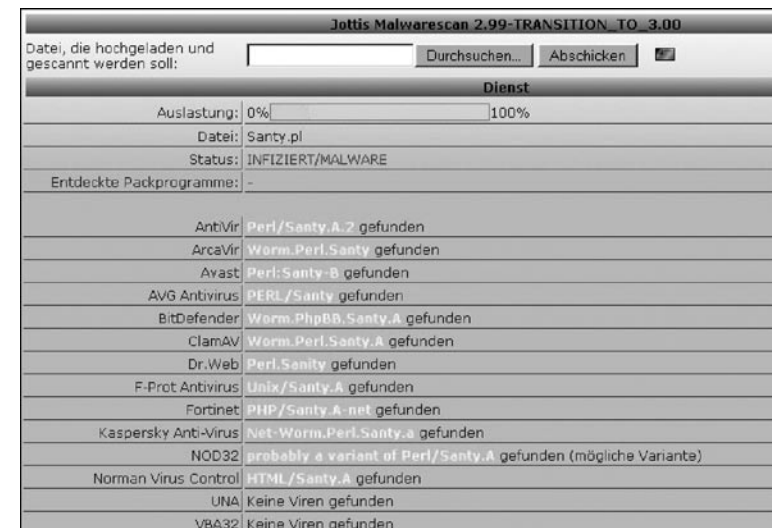 Jottis Malwarescan 2.99-TRANSITION_TO_3.00
Datei, die hochgeladen und
gescannt werden soll:
Durchsuchen... Abschicken
Dienst
Auslastung: 0% 100%
Datei: Santy.pl
Status: INFIZIERT/MALWARE
Entdeckte Packprogramme: -
AntiVir Perl/Santy.A.2 gefunden
ArcaVir Worm.Perl.Santy gefunden
Avast Perl:Santy-B gefunden
AVG Antivirus PERL/Santy gefunden
BitDefender Worm.PhpBB.Santy.A gefunden
ClamAV Worm.Perl.Santy.A gefunden
Dr.Web Perl.Sanity gefunden
F-Prot Antivirus Unix/Santy.A gefunden
Fortinet PHP/Santy.A-net gefunden
Kaspersky Anti-Virus Net-Worm.Perl.Santy.a gefunden
NOD32 probably a variant of Perl/Santy.A gefunden (mögliche Variante)
Norman Virus Control HTML/Santy.A gefunden
UNA Keine Viren gefunden
VBA32 Keine Viren gefunden